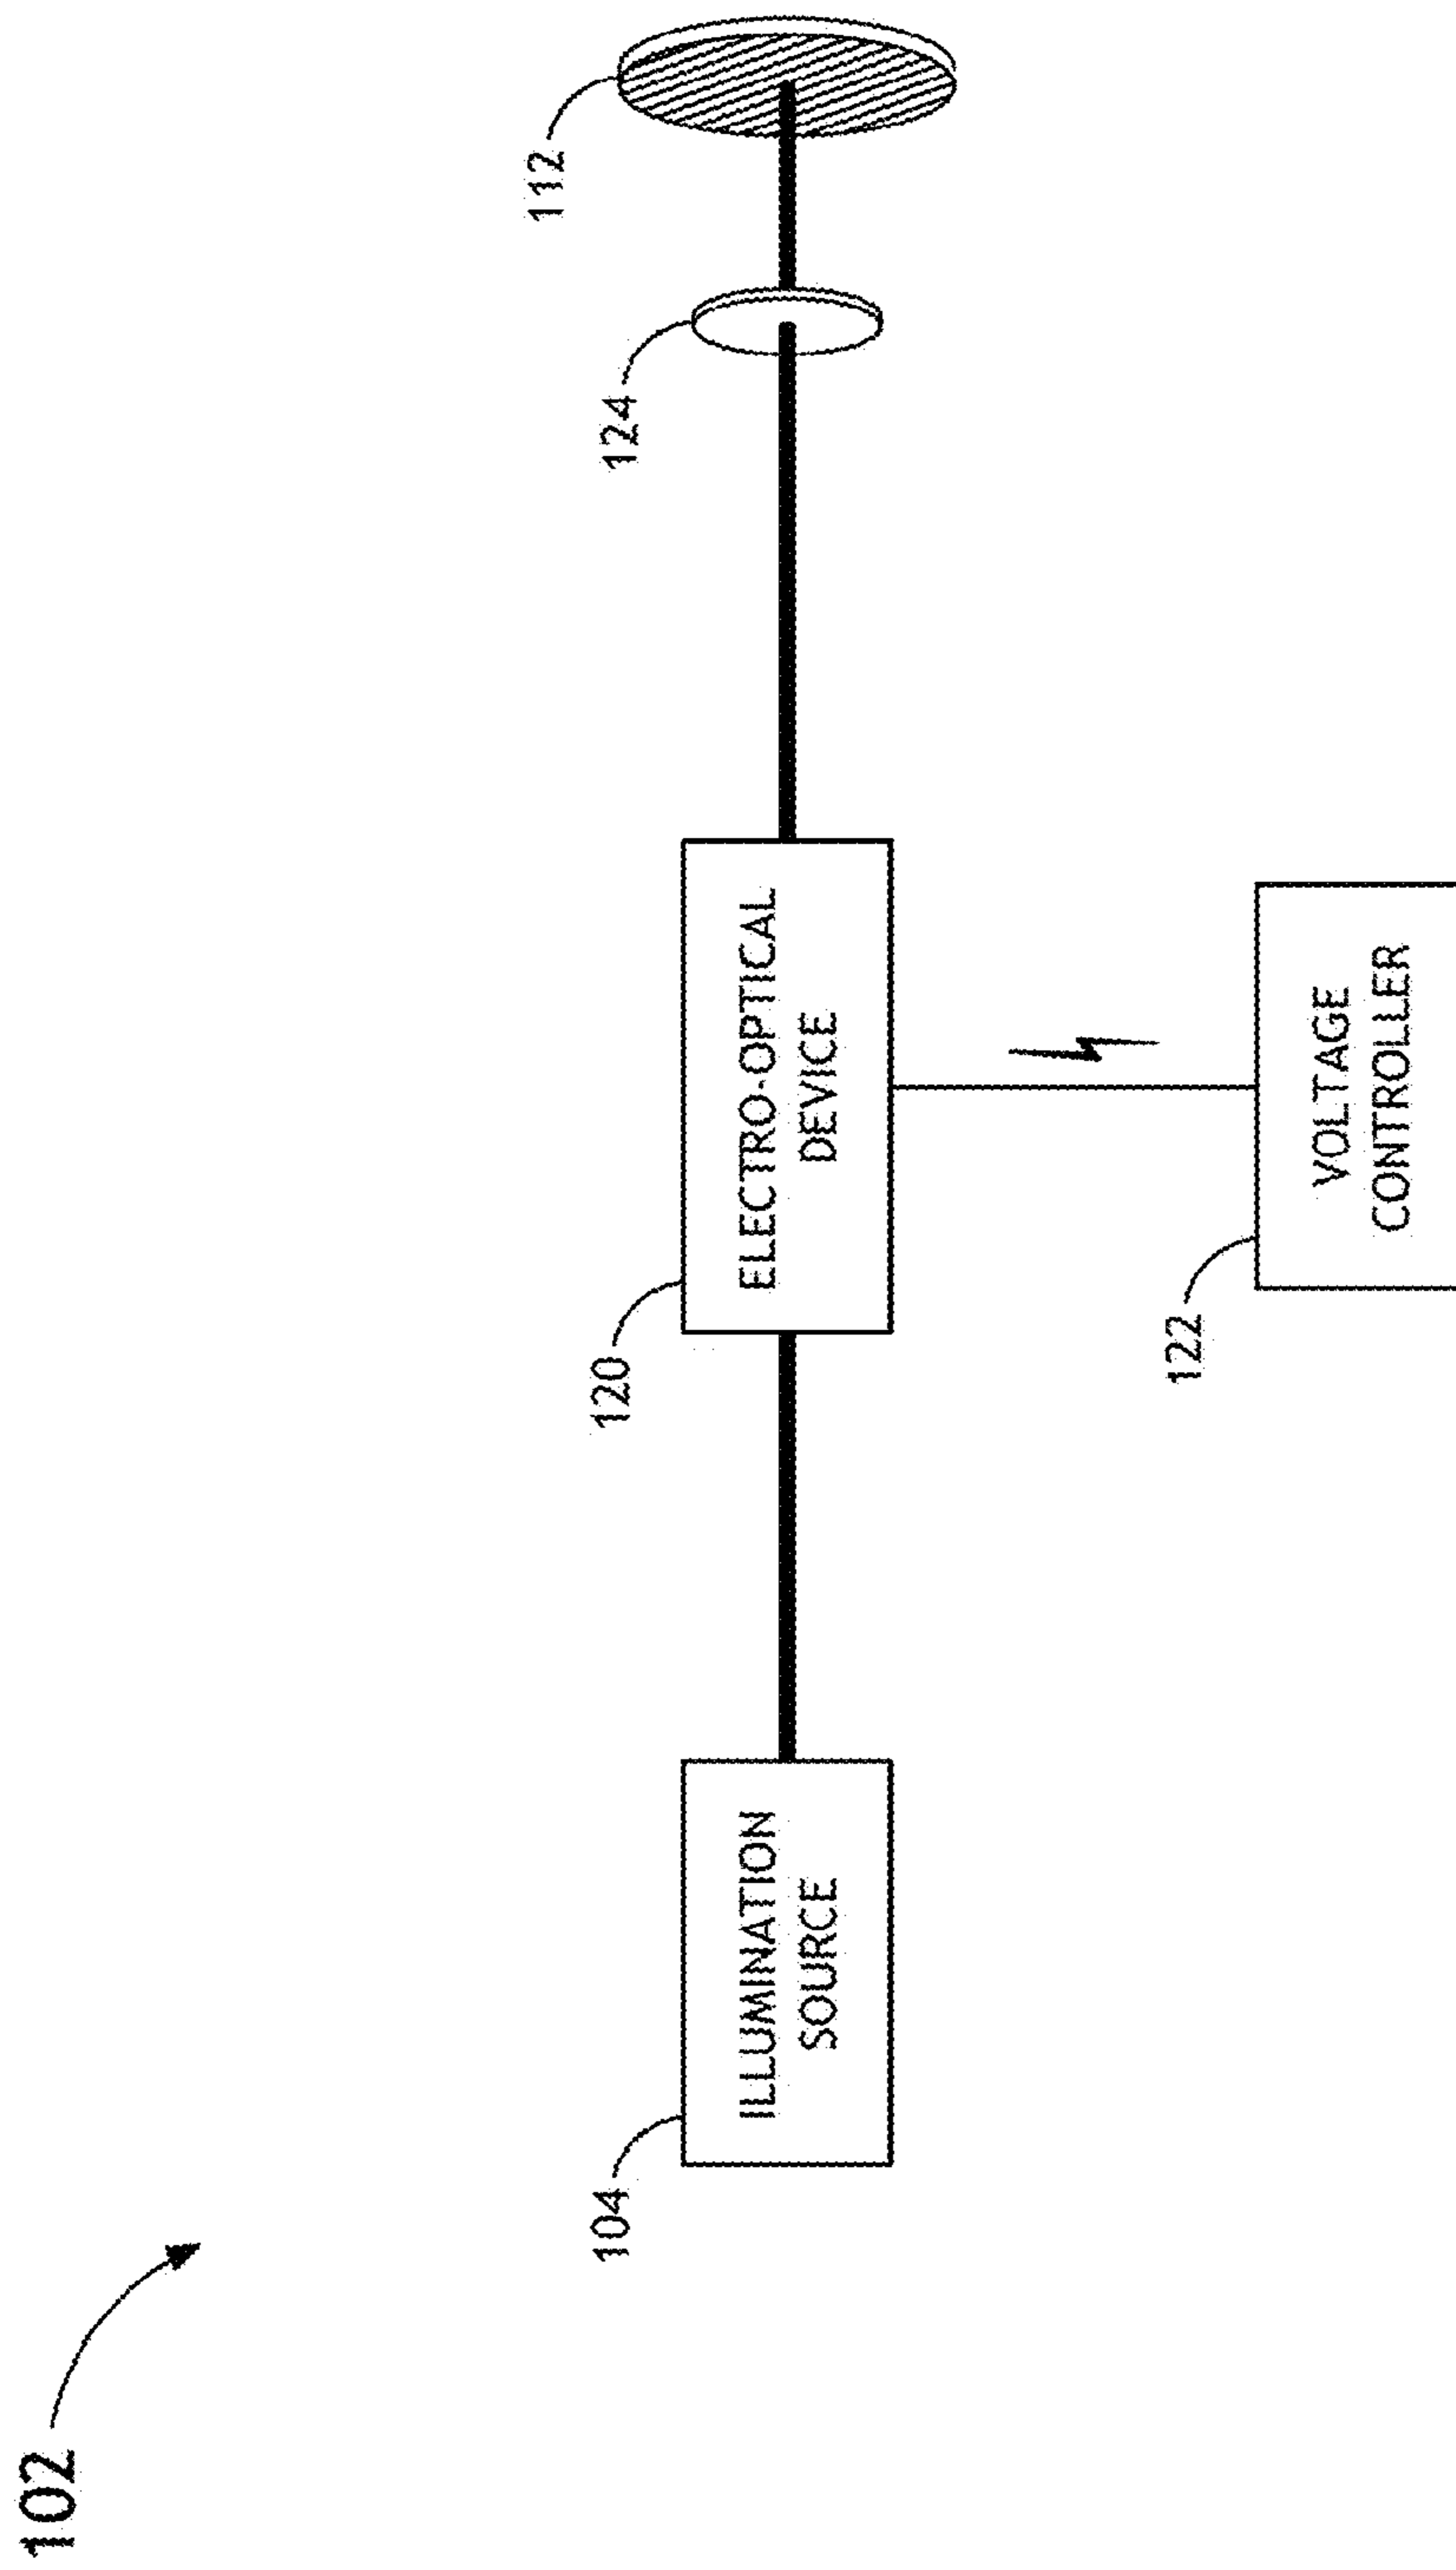 102
104
ILLUMINATION
SOURCE
120
ELECTRO-OPTICAL
DEVICE
124
112
122
VOLTAGE
CONTROLLER